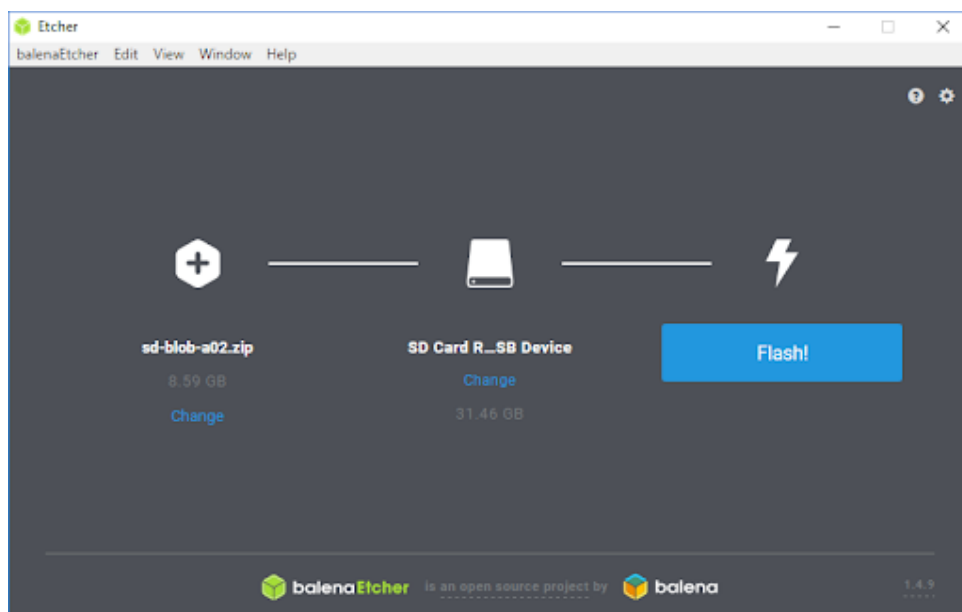 Etcher
balenaEtcher Edit View Window Help
sd-blob-a02.zip
8.59 GB
Change
SD Card R...SB Device
Change
31.46 GB
Flash!
balenaEtcher is an open source project by balena
1.4.9